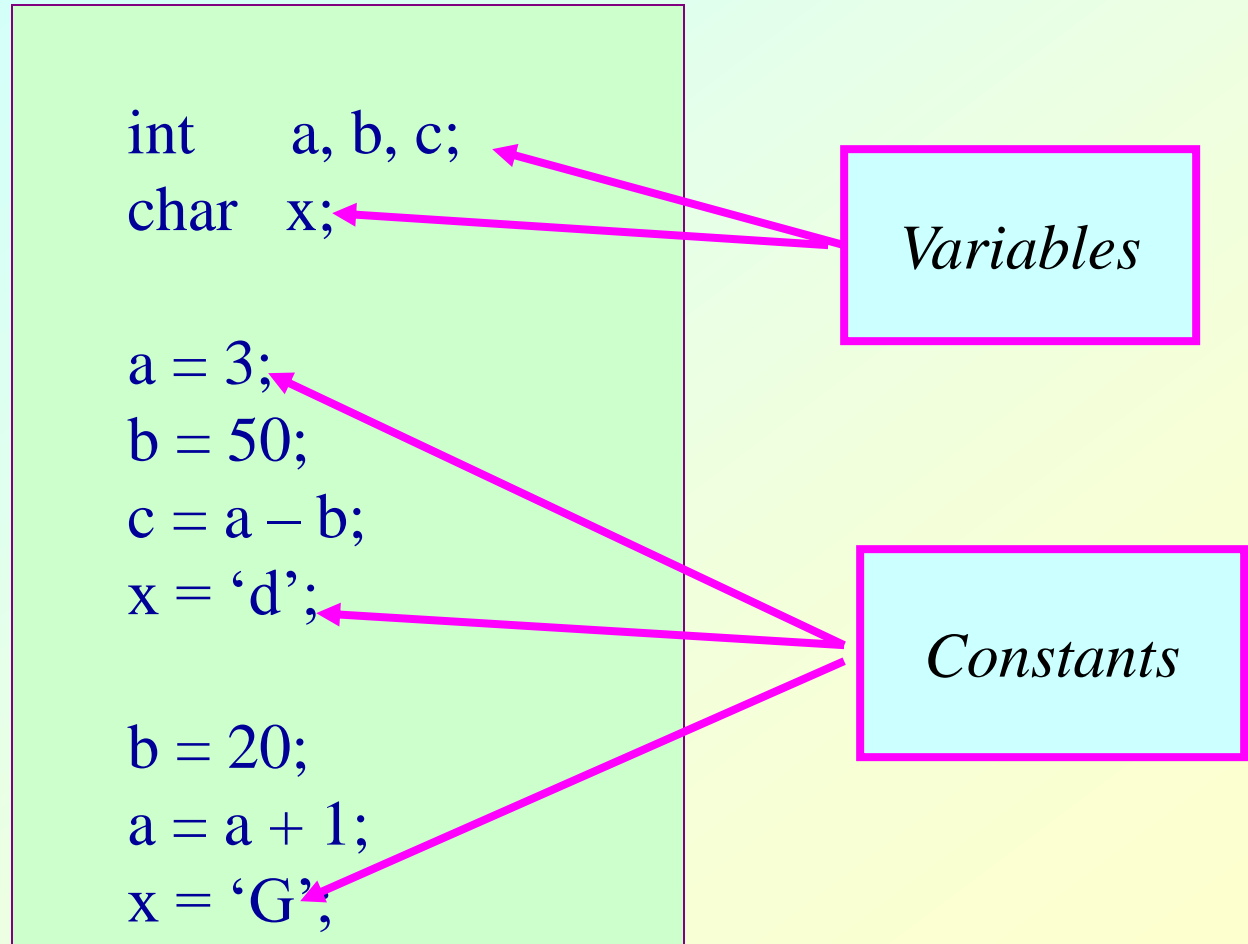 int a, b, c;
char x;
Variables
a = 3;
b = 50;
c = a – b;
x = ‘d’;
Constants
b = 20;
a = a + 1;
x = ‘G’;